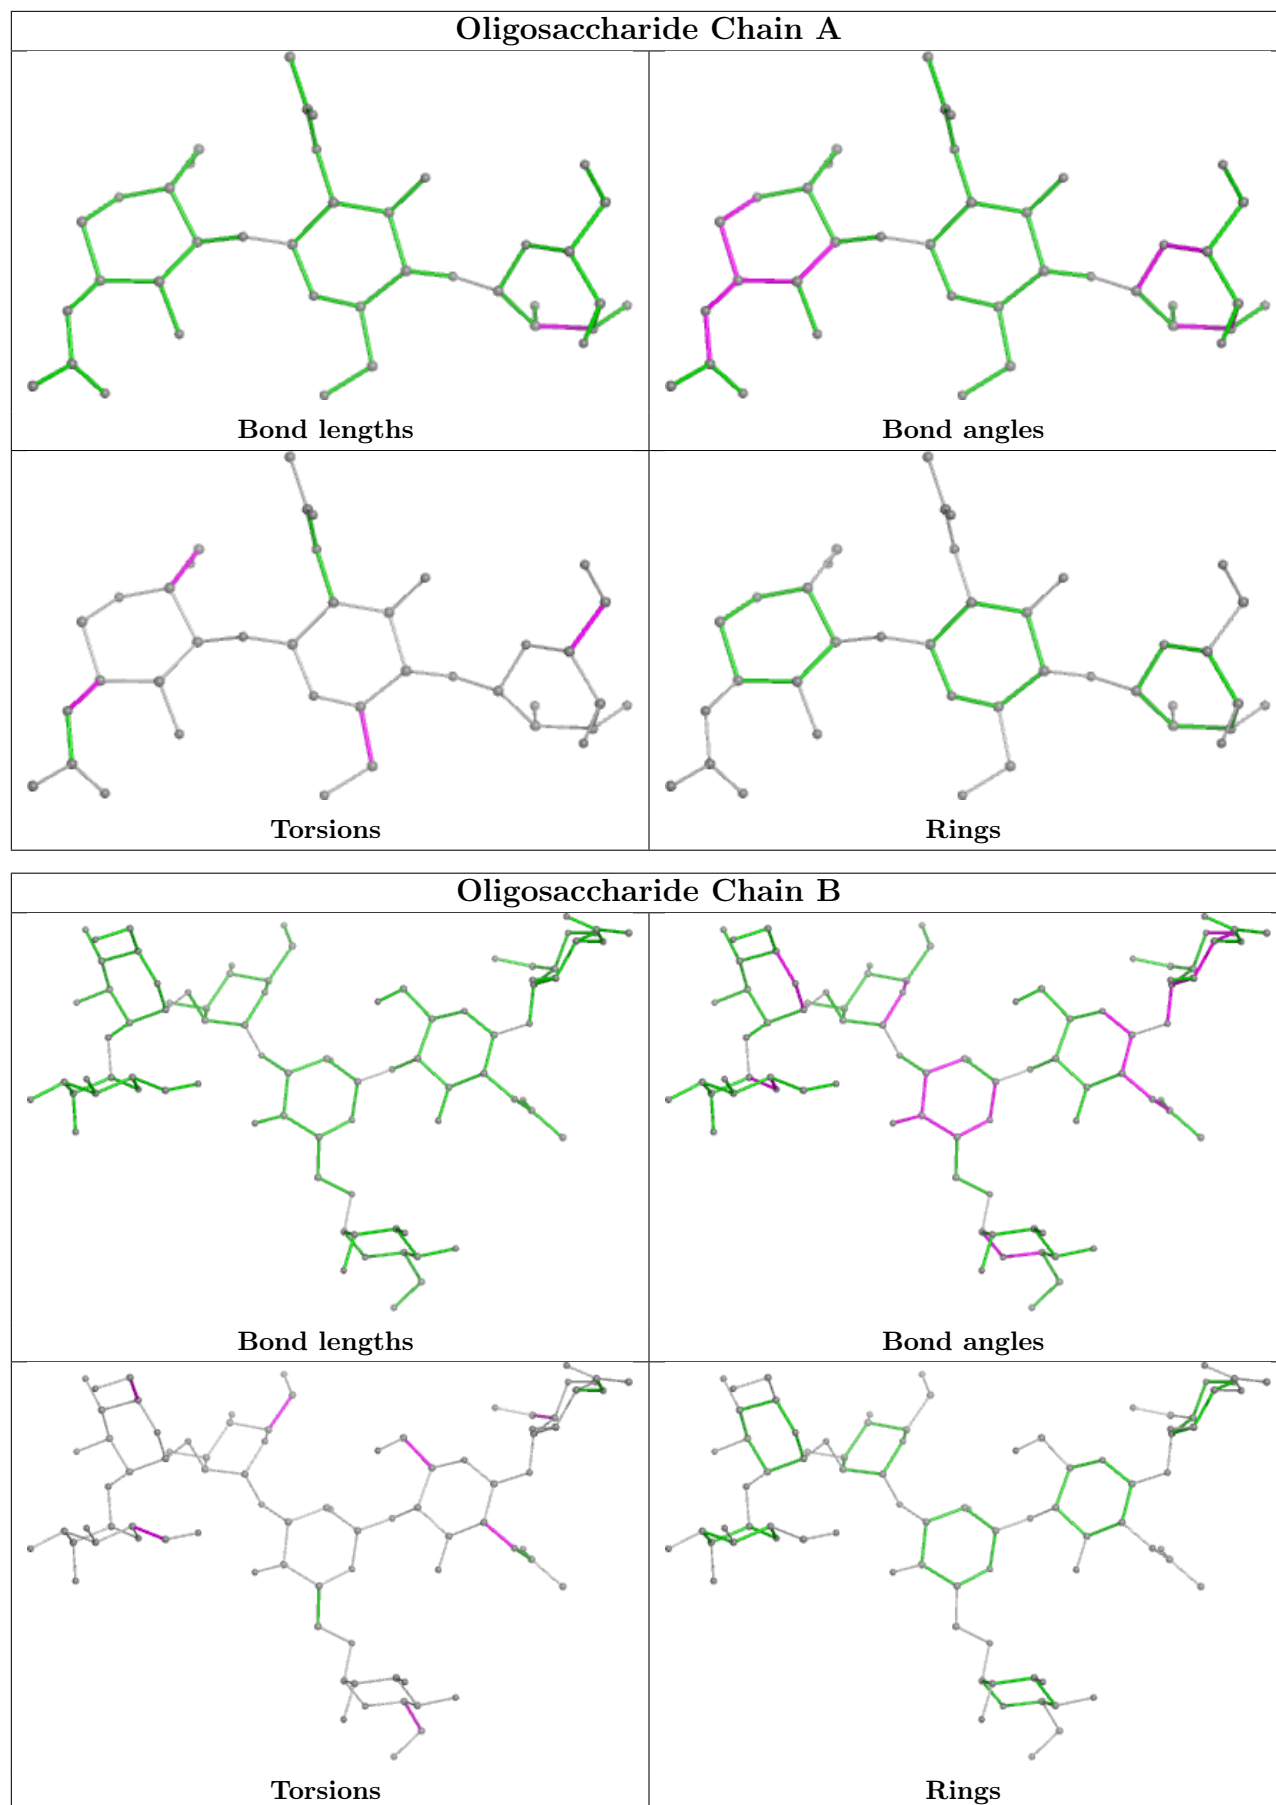 Oligosaccharide Chain A
Bond lengths
Bond angles
Torsions
Rings
Oligosaccharide Chain B
Bond lengths
Bond angles
Torsions
Rings